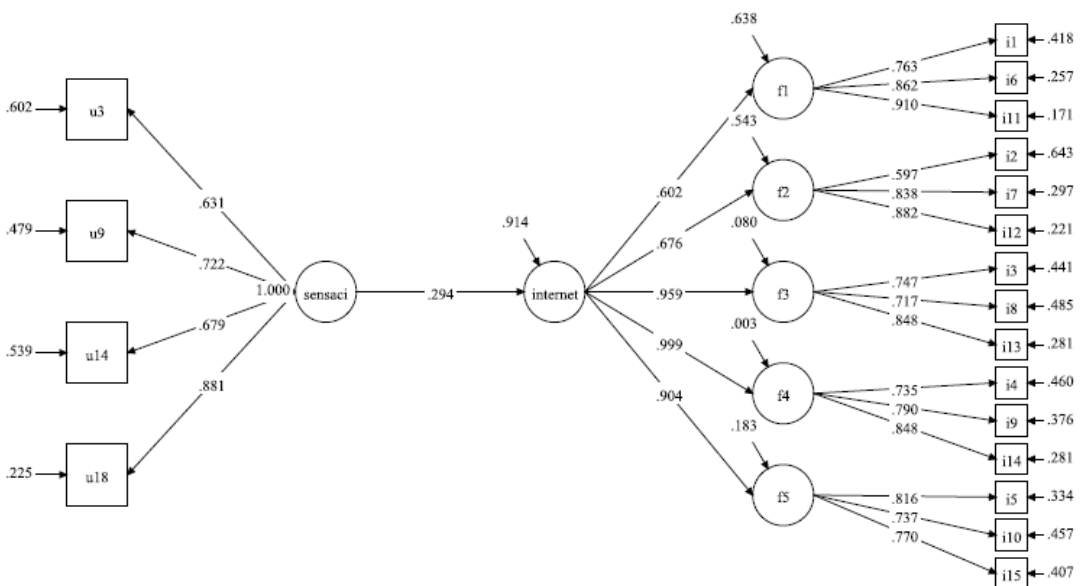 .638
i1
.418
.763
i6
.257
.862
f1
.910
i11
.171
.602
u3
.543
i2
.643
.597
.838
i7
.297
f2
.882
.602
i12
.221
.631
.479
u9
.914
.676
.080
i3
.441
.722
.747
1.000
sensaci
.294
internet
.959
f3
.717
i8
.485
.848
.679
.003
i13
.281
.539
u14
.999
i4
.460
.735
.881
.904
f4
.790
i9
.376
.848
.183
i14
.281
.225
u18
f5
.816
i5
.334
.737
i10
.457
.770
i15
.407